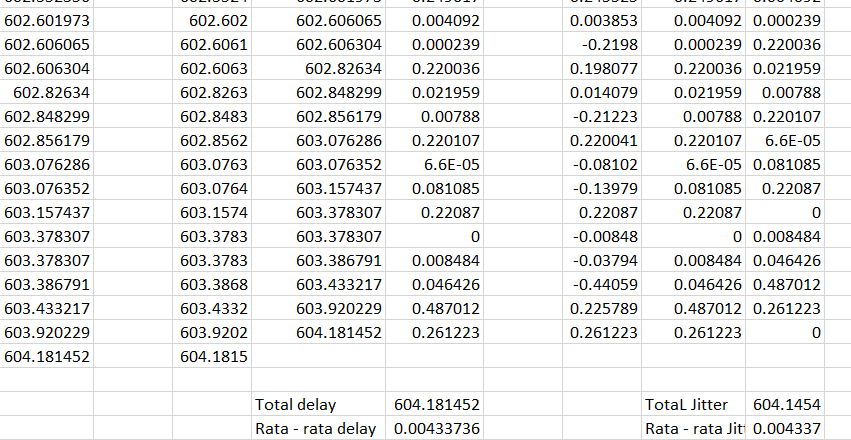 602.601973 602.602 602.606065 0.004092 0.003853 0.004092 0.000239
602.606065 602.6061 602.606304 0.000239 -0.2198 0.000239 0.220036
602.606304 602.6063 602.82634 0.220036 0.198077 0.220036 0.021959
602.82634 602.8263 602.848299 0.021959 0.014079 0.021959 0.00788
602.848299 602.8483 602.856179 0.00788 -0.21223 0.00788 0.220107
602.856179 602.8562 603.076286 0.220107 0.220041 0.220107 6.6E-05
603.076286 603.0763 603.076352 6.6E-05 -0.08102 6.6E-05 0.081085
603.076352 603.0764 603.157437 0.081085 -0.13979 0.081085 0.22087
603.157437 603.1574 603.378307 0.22087 0.22087 0.22087 0
603.378307 603.3783 603.378307 0 -0.00848 0 0.008484
603.378307 603.3783 603.386791 0.008484 -0.03794 0.008484 0.046426
603.386791 603.3868 603.433217 0.046426 -0.44059 0.046426 0.487012
603.433217 603.4332 603.920229 0.487012 0.225789 0.487012 0.261223
603.920229 603.9202 604.181452 0.261223 0.261223 0.261223 0
604.181452 604.1815
Total delay 604.181452 TotaL Jitter 604.1454
Rata - rata delay 0.00433736 Rata - rata Jitt 0.004337